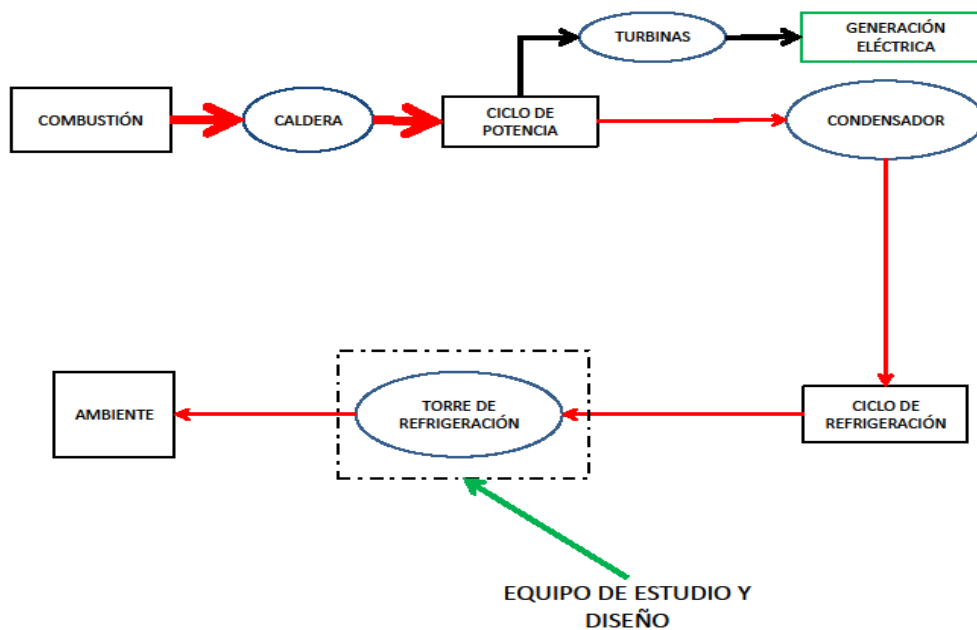 TURBINAS
GENERACIÓN
ELÉCTRICA
COMBUSTIÓN
CALDERA
CICLO DE
POTENCIA
CONDENSADOR
AMBIENTE
TORRE DE
REFRIGERACIÓN
CICLO DE
REFRIGERACIÓN
EQUIPO DE ESTUDIO Y
DISEÑO